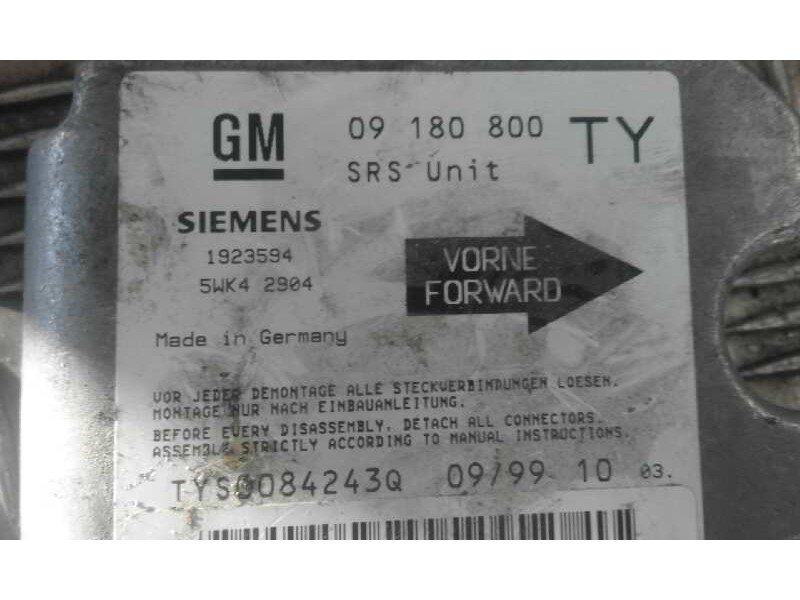 GM 09 180 800 TY
SRS Unit
SIEMENS
1923594
5WK4 2904
VORNE
FORWARD
Made in Germany
VOR JEDER DEMONTAGE ALLE STECKVERBINDUNGEN LOESEN.
MONTAGE NUR NACH EINBAUANLEITUNG.
BEFORE EVERY DISASSEMBLY, DETACH ALL CONNECTORS.
ASSEMBLE STRICTLY ACCORDING TO MANUAL INSTRUCTIONS.
TYS0084243Q 09/99 10 03.